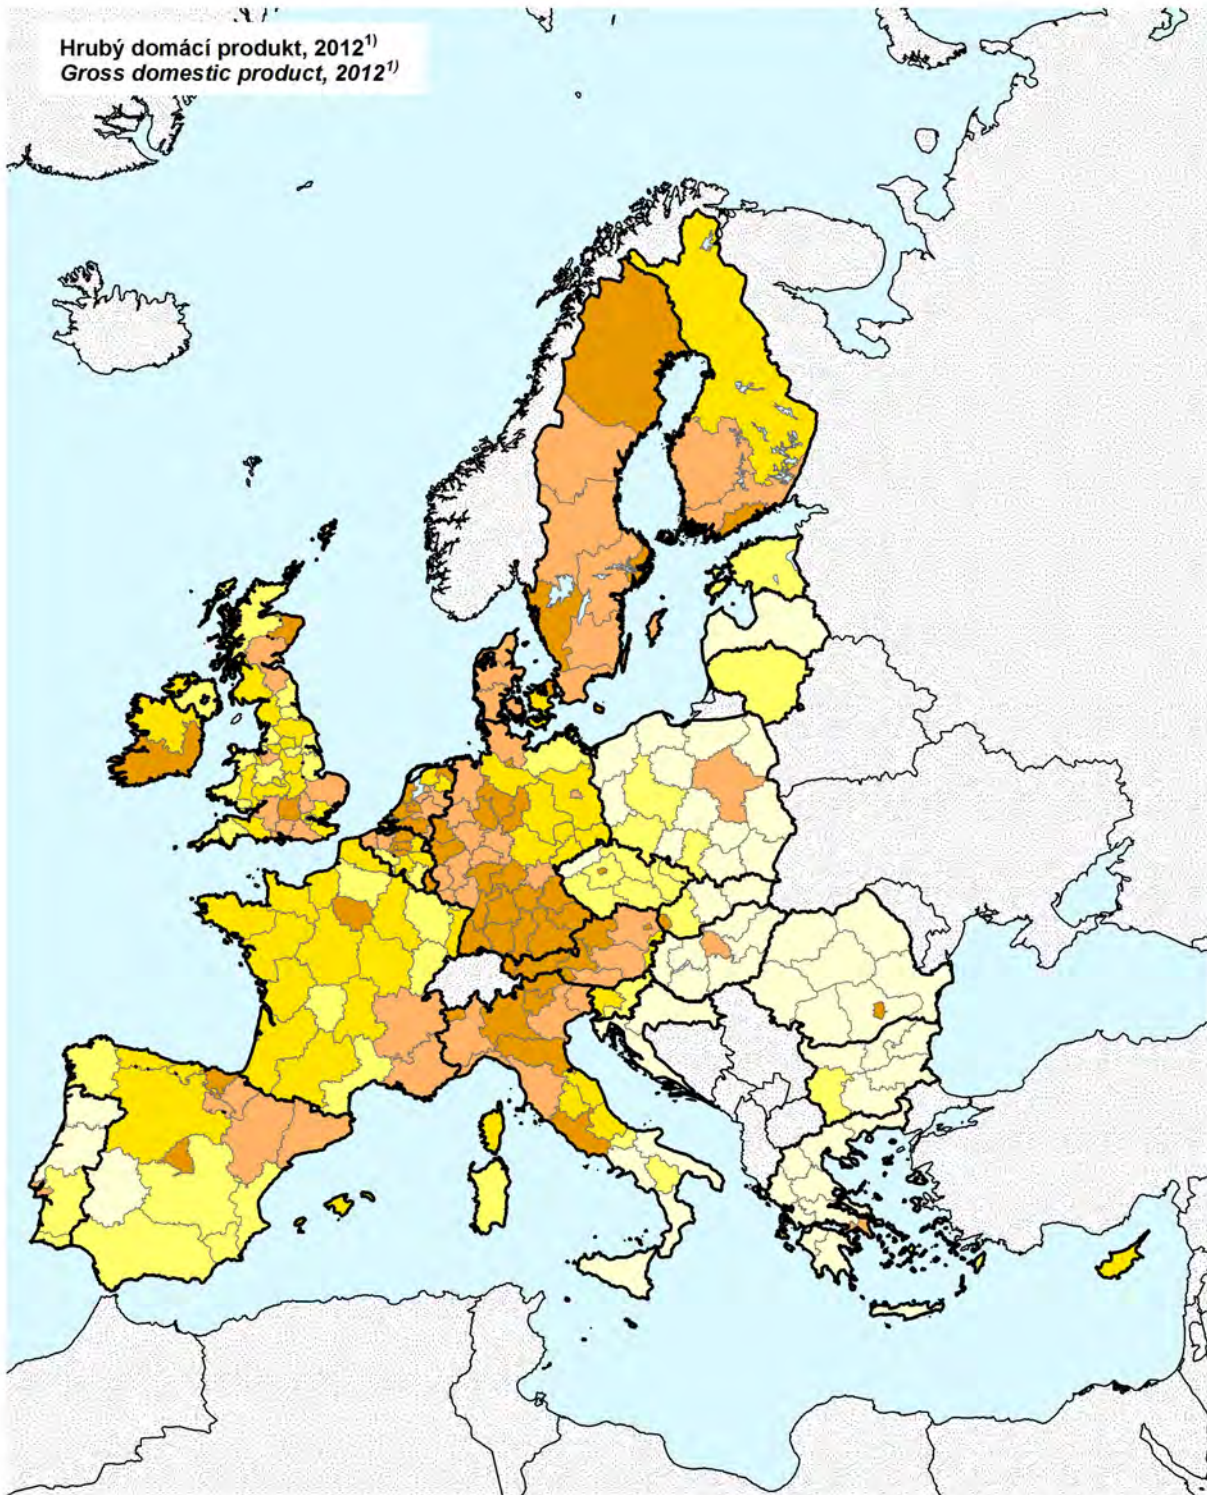 Hrubý domácí produkt, 2012¹⁾
Gross domestic product, 2012¹⁾